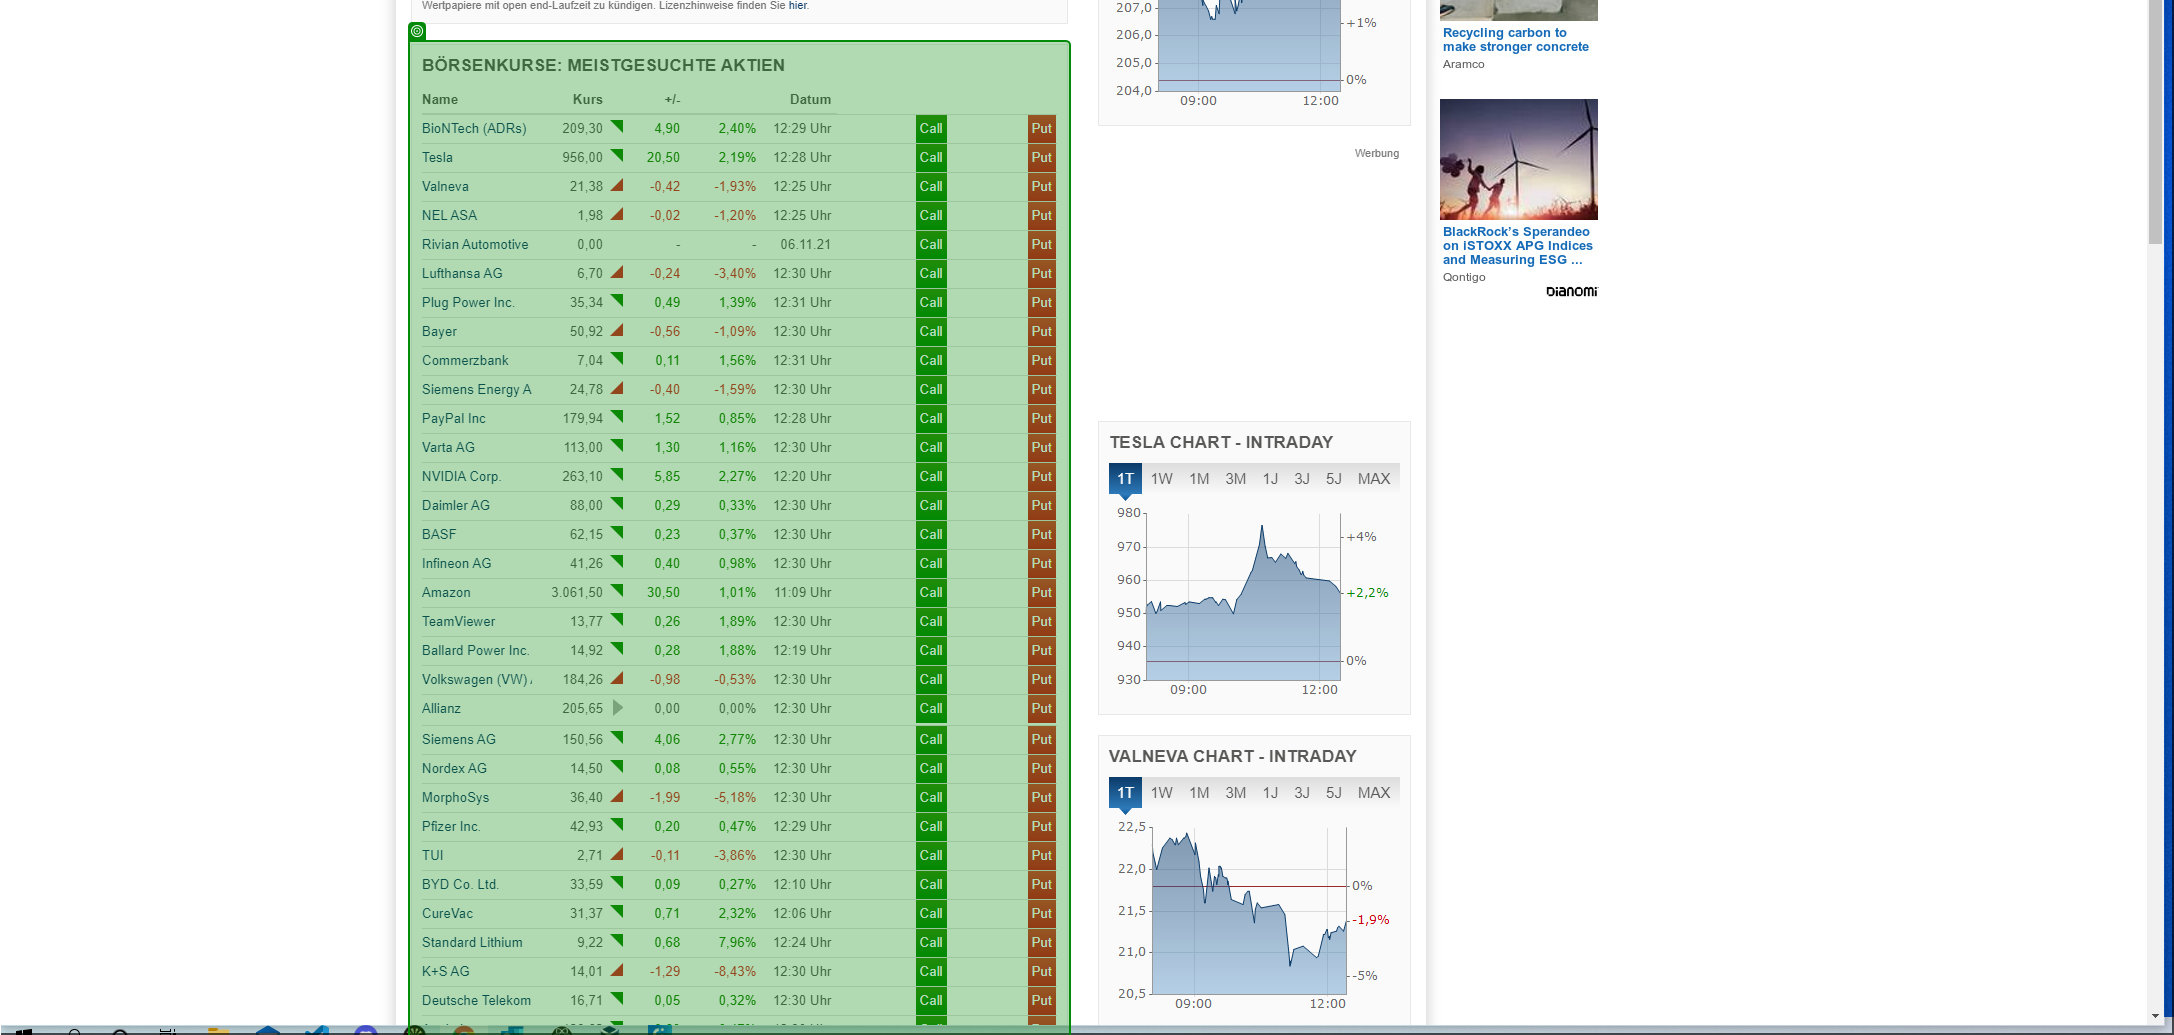 Wertpapiere mit open end-Laufzeit zu kündigen. Lizenzhinweise finden Sie hier.
BÖRSENKURSE: MEISTGESUCHTE AKTIEN
Name Kurs +/- Datum
BioNTech (ADRs) 209,30 4,90 2,40% 12:29 Uhr Call Put
Tesla 956,00 20,50 2,19% 12:28 Uhr Call Put
Valneva 21,38 -0,42 -1,93% 12:25 Uhr Call Put
NEL ASA 1,98 -0,02 -1,20% 12:25 Uhr Call Put
Rivian Automotive 0,00 - - 06.11.21 Call Put
Lufthansa AG 6,70 -0,24 -3,40% 12:30 Uhr Call Put
Plug Power Inc. 35,34 0,49 1,39% 12:31 Uhr Call Put
Bayer 50,92 -0,56 -1,09% 12:30 Uhr Call Put
Commerzbank 7,04 0,11 1,56% 12:31 Uhr Call Put
Siemens Energy A 24,78 -0,40 -1,59% 12:30 Uhr Call Put
PayPal Inc 179,94 1,52 0,85% 12:28 Uhr Call Put
Varta AG 113,00 1,30 1,16% 12:30 Uhr Call Put
NVIDIA Corp. 263,10 5,85 2,27% 12:20 Uhr Call Put
Daimler AG 88,00 0,29 0,33% 12:30 Uhr Call Put
BASF 62,15 0,23 0,37% 12:30 Uhr Call Put
Infineon AG 41,26 0,40 0,98% 12:30 Uhr Call Put
Amazon 3.061,50 30,50 1,01% 11:09 Uhr Call Put
TeamViewer 13,77 0,26 1,89% 12:30 Uhr Call Put
Ballard Power Inc. 14,92 0,28 1,88% 12:19 Uhr Call Put
Volkswagen (VW) 184,26 -0,98 -0,53% 12:30 Uhr Call Put
Allianz 205,65 0,00 0,00% 12:30 Uhr Call Put
Siemens AG 150,56 4,06 2,77% 12:30 Uhr Call Put
Nordex AG 14,50 0,08 0,55% 12:30 Uhr Call Put
MorphoSys 36,40 -1,99 -5,18% 12:30 Uhr Call Put
Pfizer Inc. 42,93 0,20 0,47% 12:29 Uhr Call Put
TUI 2,71 -0,11 -3,86% 12:30 Uhr Call Put
BYD Co. Ltd. 33,59 0,09 0,27% 12:10 Uhr Call Put
CureVac 31,37 0,71 2,32% 12:06 Uhr Call Put
Standard Lithium 9,22 0,68 7,96% 12:24 Uhr Call Put
K+S AG 14,01 -1,29 -8,43% 12:30 Uhr Call Put
Deutsche Telekom 16,71 0,05 0,32% 12:30 Uhr Call Put
207,0
+1%
206,0
205,0
0%
204,0
09:00 12:00
Werbung
TESLA CHART - INTRADAY
1T 1W 1M 3M 1J 3J 5J MAX
980
+4%
970
960
+2,2%
950
940
0%
930
09:00 12:00
VALNEVA CHART - INTRADAY
1T 1W 1M 3M 1J 3J 5J MAX
22,5
22,0
0%
21,5
-1,9%
21,0
-5%
20,5
09:00 12:00
Recycling carbon to
make stronger concrete
Aramco
BlackRock's Sperandeo
on iSTOXX APG Indices
and Measuring ESG ...
Qontigo
DIANOMI